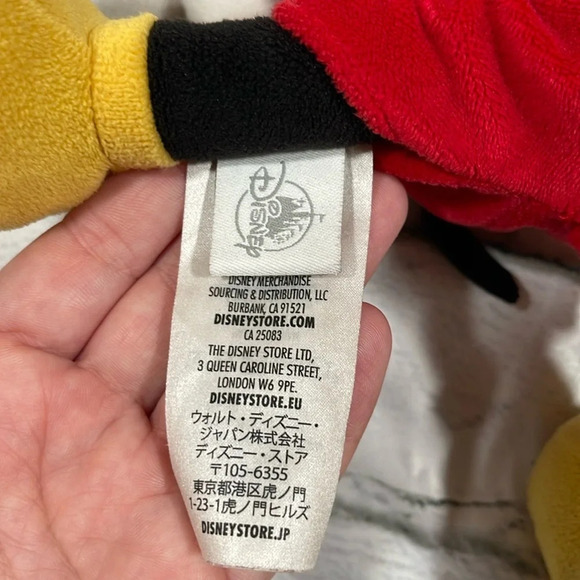 Disney
DISNEY MERCHANDISE
SOURCING & DISTRIBUTION, LLC
BURBANK, CA 91521
DISNEYSTORE.COM
CA 25083
THE DISNEY STORE LTD,
3 QUEEN CAROLINE STREET,
LONDON W6 9PE.
DISNEYSTORE.EU
ウォルト・ディズニー・
ジャパン株式会社
ディズニー・ストア
〒105-6355
東京都港区虎ノ門
1-23-1虎ノ門ヒルズ
DISNEYSTORE.JP